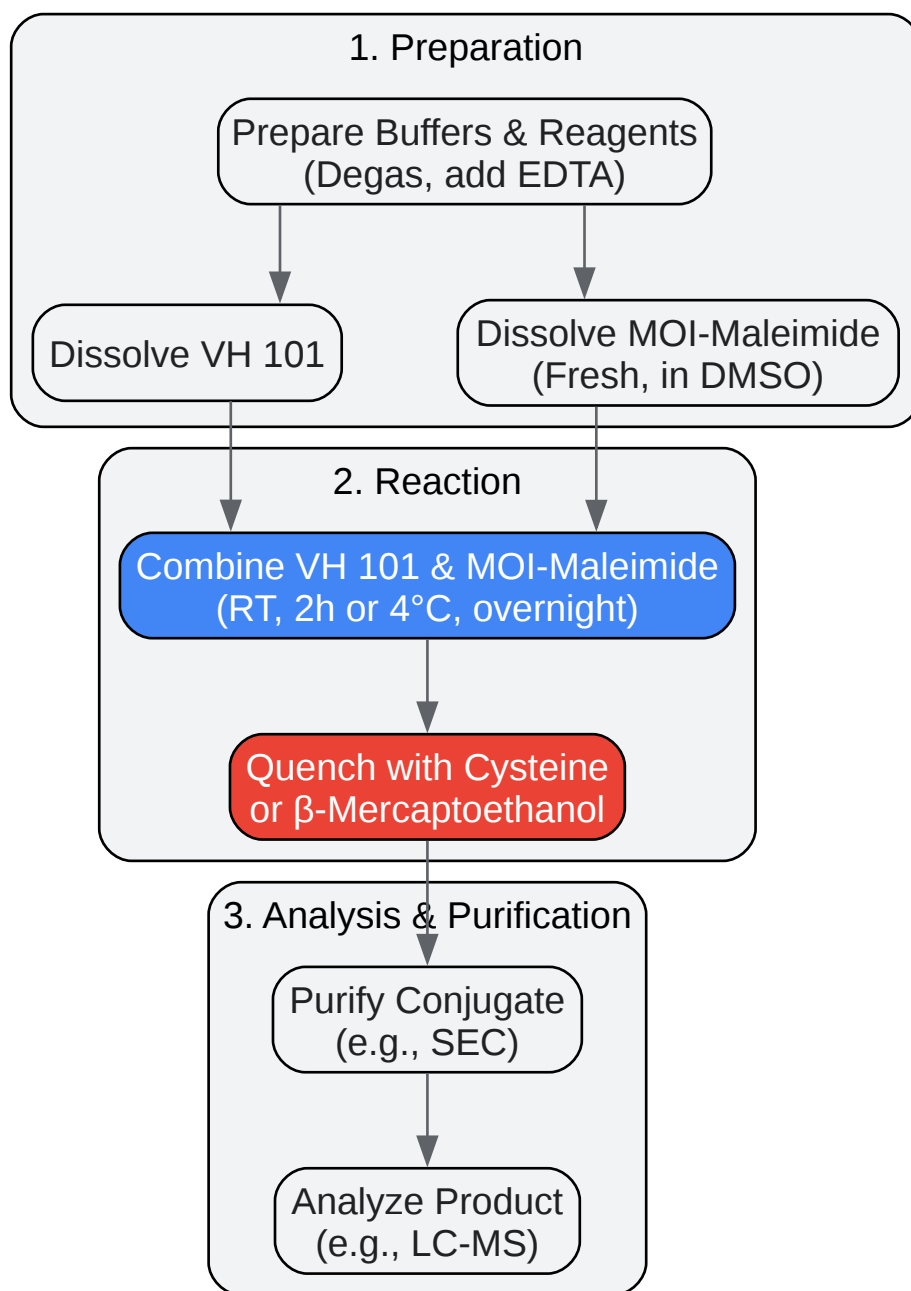 1. Preparation
Prepare Buffers & Reagents
(Degas, add EDTA)
Dissolve VH 101
Dissolve MOI-Maleimide
(Fresh, in DMSO)
2. Reaction
Combine VH 101 & MOI-Maleimide
(RT, 2h or 4°C, overnight)
Quench with Cysteine
or β-Mercaptoethanol
3. Analysis & Purification
Purify Conjugate
(e.g., SEC)
Analyze Product
(e.g., LC-MS)